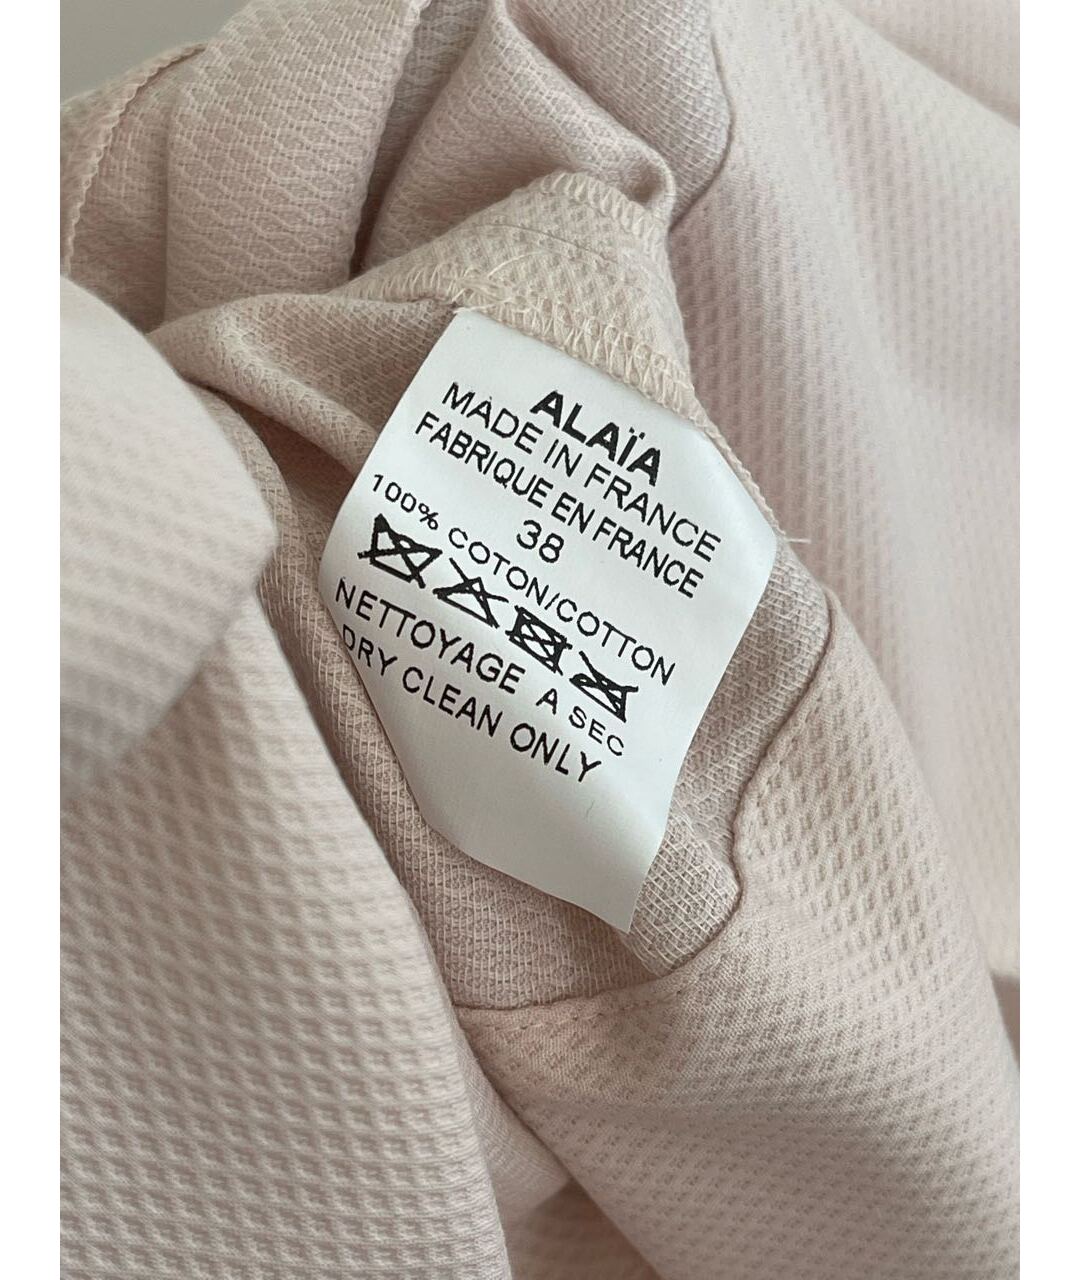 ALAÏA
MADE IN FRANCE
FABRIQUE EN FRANCE
38
100% COTON/COTTON
NETTOYAGE A SEC
DRY CLEAN ONLY